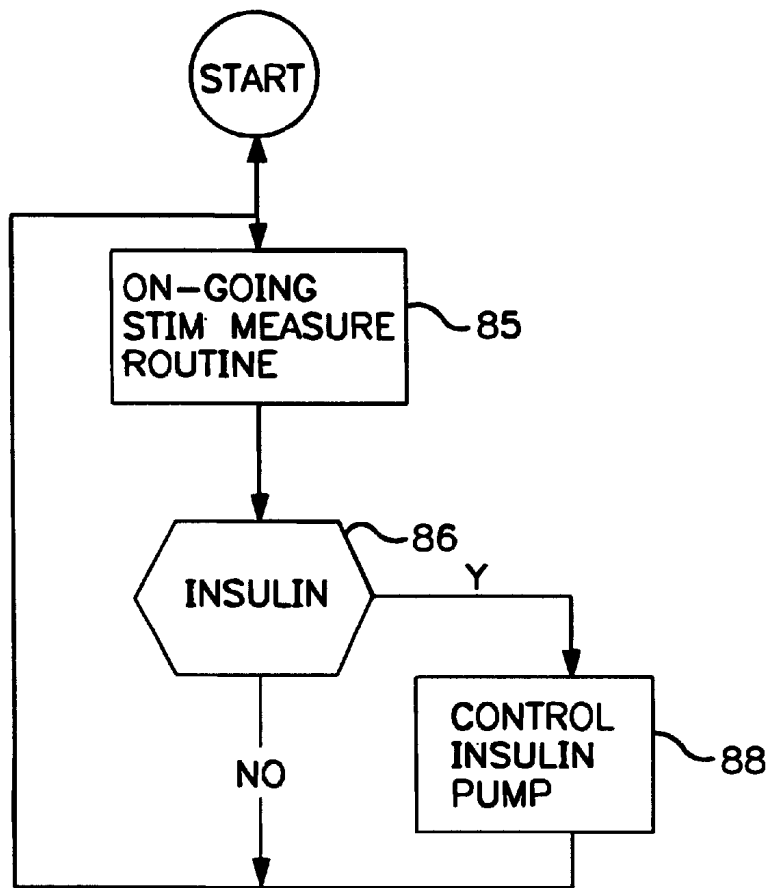 START
ON-GOING
STIM MEASURE
ROUTINE
85
86
INSULIN
Y
CONTROL
INSULIN
PUMP
88
NO